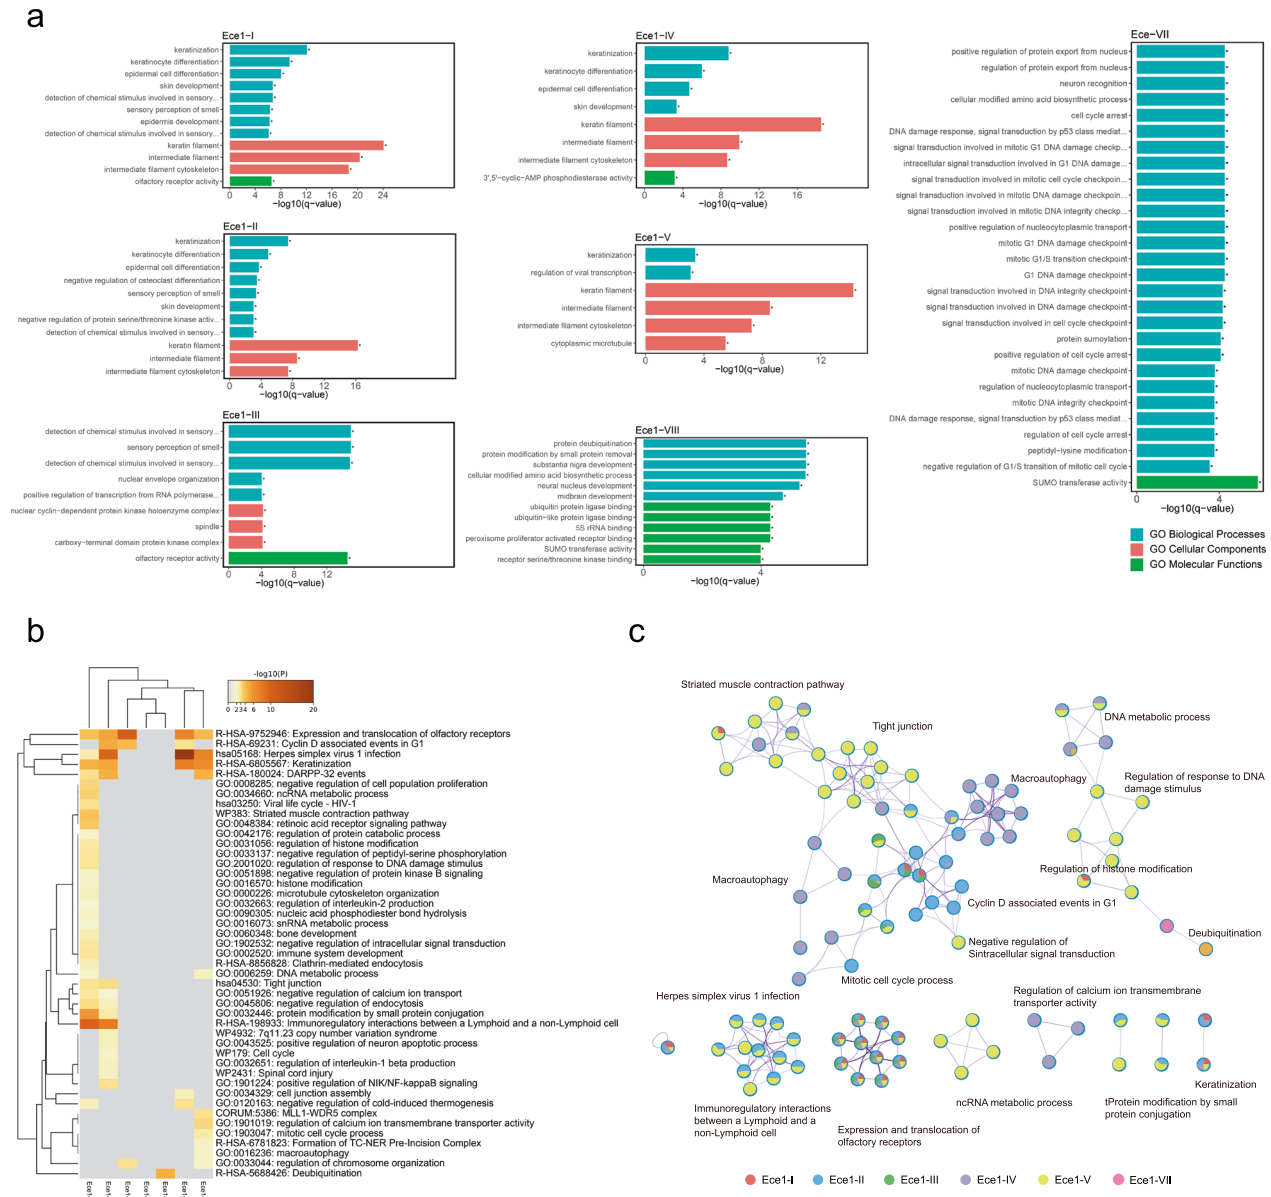 a
Ece1-I
keratinization
keratinocyte differentiation
epidermal cell differentiation
skin development
detection of chemical stimulus involved in sensory...
sensory perception of smell
epidermis development
detection of chemical stimulus involved in sensory...
keratin filament
intermediate filament
intermediate filament cytoskeleton
olfactory receptor activity
0 4 8 12 16 20 24
-log10(q-value)
Ece1-II
keratinization
keratinocyte differentiation
epidermal cell differentiation
negative regulation of osteoclast differentiation
sensory perception of smell
skin development
negative regulation of protein serine/threonine kinase activ...
detection of chemical stimulus involved in sensory...
keratin filament
intermediate filament
intermediate filament cytoskeleton
0 4 8 12 16
-log10(q-value)
Ece1-III
detection of chemical stimulus involved in sensory...
sensory perception of smell
detection of chemical stimulus involved in sensory...
nuclear envelope organization
positive regulation of transcription from RNA polymerase...
nuclear cyclin-dependent protein kinase holoenzyme complex
spindle
carboxy-terminal domain protein kinase complex
olfactory receptor activity
0 4 8 12
-log10(q-value)
Ece1-IV
keratinization
keratinocyte differentiation
epidermal cell differentiation
skin development
keratin filament
intermediate filament
intermediate filament cytoskeleton
3',5'-cyclic-AMP phosphodiesterase activity
0 4 8 12 16
-log10(q-value)
Ece1-V
keratinization
regulation of viral transcription
keratin filament
intermediate filament
intermediate filament cytoskeleton
cytoplasmic microtubule
0 4 8 12
-log10(q-value)
Ece1-VIII
protein deubiquitination
protein modification by small protein removal
substantia nigra development
cellular modified amino acid biosynthetic process
neural nucleus development
midbrain development
ubiquitin protein ligase binding
ubiquitin-like protein ligase binding
5S rRNA binding
peroxisome proliferator activated receptor binding
SUMO transferase activity
receptor serine/threonine kinase binding
0 4
-log10(q-value)
Ece-VII
positive regulation of protein export from nucleus
regulation of protein export from nucleus
neuron recognition
cellular modified amino acid biosynthetic process
cell cycle arrest
DNA damage response, signal transduction by p53 class mediat...
signal transduction involved in mitotic G1 DNA damage checkp...
intracellular signal transduction involved in G1 DNA damage...
signal transduction involved in mitotic cell cycle checkpoin...
signal transduction involved in mitotic DNA damage checkpoin...
signal transduction involved in mitotic DNA integrity checkp...
positive regulation of nucleocytoplasmic transport
mitotic G1 DNA damage checkpoint
mitotic G1/S transition checkpoint
G1 DNA damage checkpoint
signal transduction involved in DNA integrity checkpoint
signal transduction involved in DNA damage checkpoint
signal transduction involved in cell cycle checkpoint
protein sumoylation
positive regulation of cell cycle arrest
mitotic DNA damage checkpoint
regulation of nucleocytoplasmic transport
mitotic DNA integrity checkpoint
DNA damage response, signal transduction by p53 class mediat...
regulation of cell cycle arrest
peptidyl-lysine modification
negative regulation of G1/S transition of mitotic cell cycle
SUMO transferase activity
0 4
-log10(q-value)
GO Biological Processes
GO Cellular Components
GO Molecular Functions
b
-log10(P)
0 2 3 4 6 10 20
R-HSA-9752946: Expression and translocation of olfactory receptors
R-HSA-69231: Cyclin D associated events in G1
hsa05168: Herpes simplex virus 1 infection
R-HSA-6805567: Keratinization
R-HSA-180024: DARPP-32 events
GO:0008285: negative regulation of cell population proliferation
GO:0034660: ncRNA metabolic process
hsa03250: Viral life cycle - HIV-1
WP383: Striated muscle contraction pathway
GO:0048384: retinoic acid receptor signaling pathway
GO:0042176: regulation of protein catabolic process
GO:0031056: regulation of histone modification
GO:0033137: negative regulation of peptidyl-serine phosphorylation
GO:2001020: regulation of response to DNA damage stimulus
GO:0051898: negative regulation of protein kinase B signaling
GO:0016570: histone modification
GO:0000226: microtubule cytoskeleton organization
GO:0032663: regulation of interleukin-2 production
GO:0090305: nucleic acid phosphodiester bond hydrolysis
GO:0016073: snRNA metabolic process
GO:0060348: bone development
GO:1902532: negative regulation of intracellular signal transduction
GO:0002520: immune system development
R-HSA-8856828: Clathrin-mediated endocytosis
GO:0006259: DNA metabolic process
hsa04530: Tight junction
GO:0051926: negative regulation of calcium ion transport
GO:0045806: negative regulation of endocytosis
GO:0032446: protein modification by small protein conjugation
R-HSA-198933: Immunoregulatory interactions between a Lymphoid and a non-Lymphoid cell
WP4932: 7q11.23 copy number variation syndrome
GO:0043525: positive regulation of neuron apoptotic process
WP179: Cell cycle
GO:0032651: regulation of interleukin-1 beta production
WP2431: Spinal cord injury
GO:1901224: positive regulation of NIK/NF-kappaB signaling
GO:0034329: cell junction assembly
GO:0120163: negative regulation of cold-induced thermogenesis
CORUM:5386: MLL1-WDR5 complex
GO:1901019: regulation of calcium ion transmembrane transporter activity
GO:1903047: mitotic cell cycle process
R-HSA-6781823: Formation of TC-NER Pre-Incision Complex
GO:0016236: macroautophagy
GO:0033044: regulation of chromosome organization
R-HSA-5688426: Deubiquitination
Ece1- Ece1- Ece1- Ece1- Ece1- Ece1- Ece1-
c
Striated muscle contraction pathway
Tight junction
DNA metabolic process
Macroautophagy
Regulation of response to DNA
damage stimulus
Regulation of histone modification
Macroautophagy
Cyclin D associated events in G1
Deubiquitination
Negative regulation of
Sintracellular signal transduction
Mitotic cell cycle process
Herpes simplex virus 1 infection
Regulation of calcium ion transmembrane
transporter activity
Keratinization
ncRNA metabolic process
tProtein modification by small
protein conjugation
Immunoregulatory interactions
between a Lymphoid and a
non-Lymphoid cell
Expression and translocation of
olfactory receptors
Ece1-I Ece1-II Ece1-III Ece1-IV Ece1-V Ece1-VII